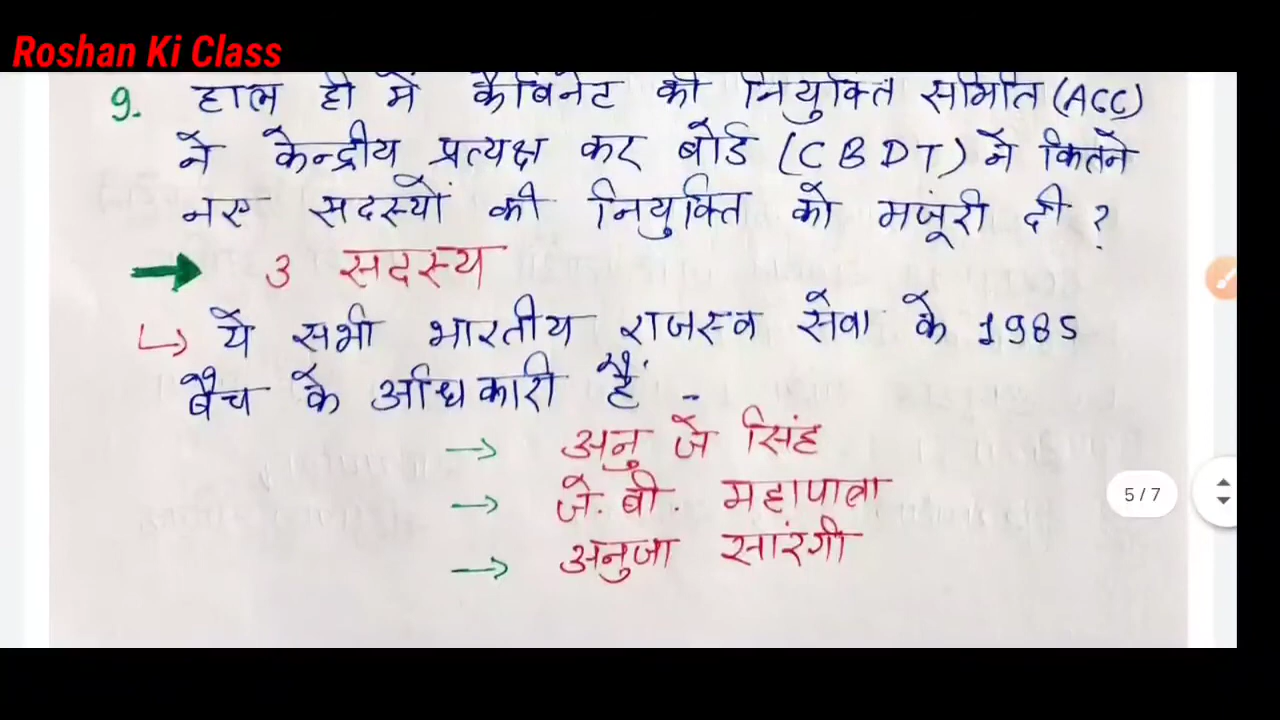 Roshan Ki Class
9. हाल ही में कैबिनेट की नियुक्ति समिति (ACC)
ने केन्द्रीय प्रत्यक्ष कर बोर्ड (CBDT) में कितने
नए सदस्यों की नियुक्ति को मंजूरी दी ?
3 सदस्य
ये सभी भारतीय राजस्व सेवा के 1985
बैच के अधिकारी हैं -
अनु जे सिंह
जे. बी. महापात्रा
अनुजा सारंगी
5 / 7